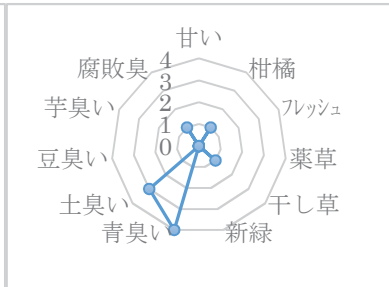 甘い
腐敗臭 4 柑橘
3
芋臭い 2 フレッシュ
1
豆臭い 0 薬草
土臭い 干し草
青臭い 新緑